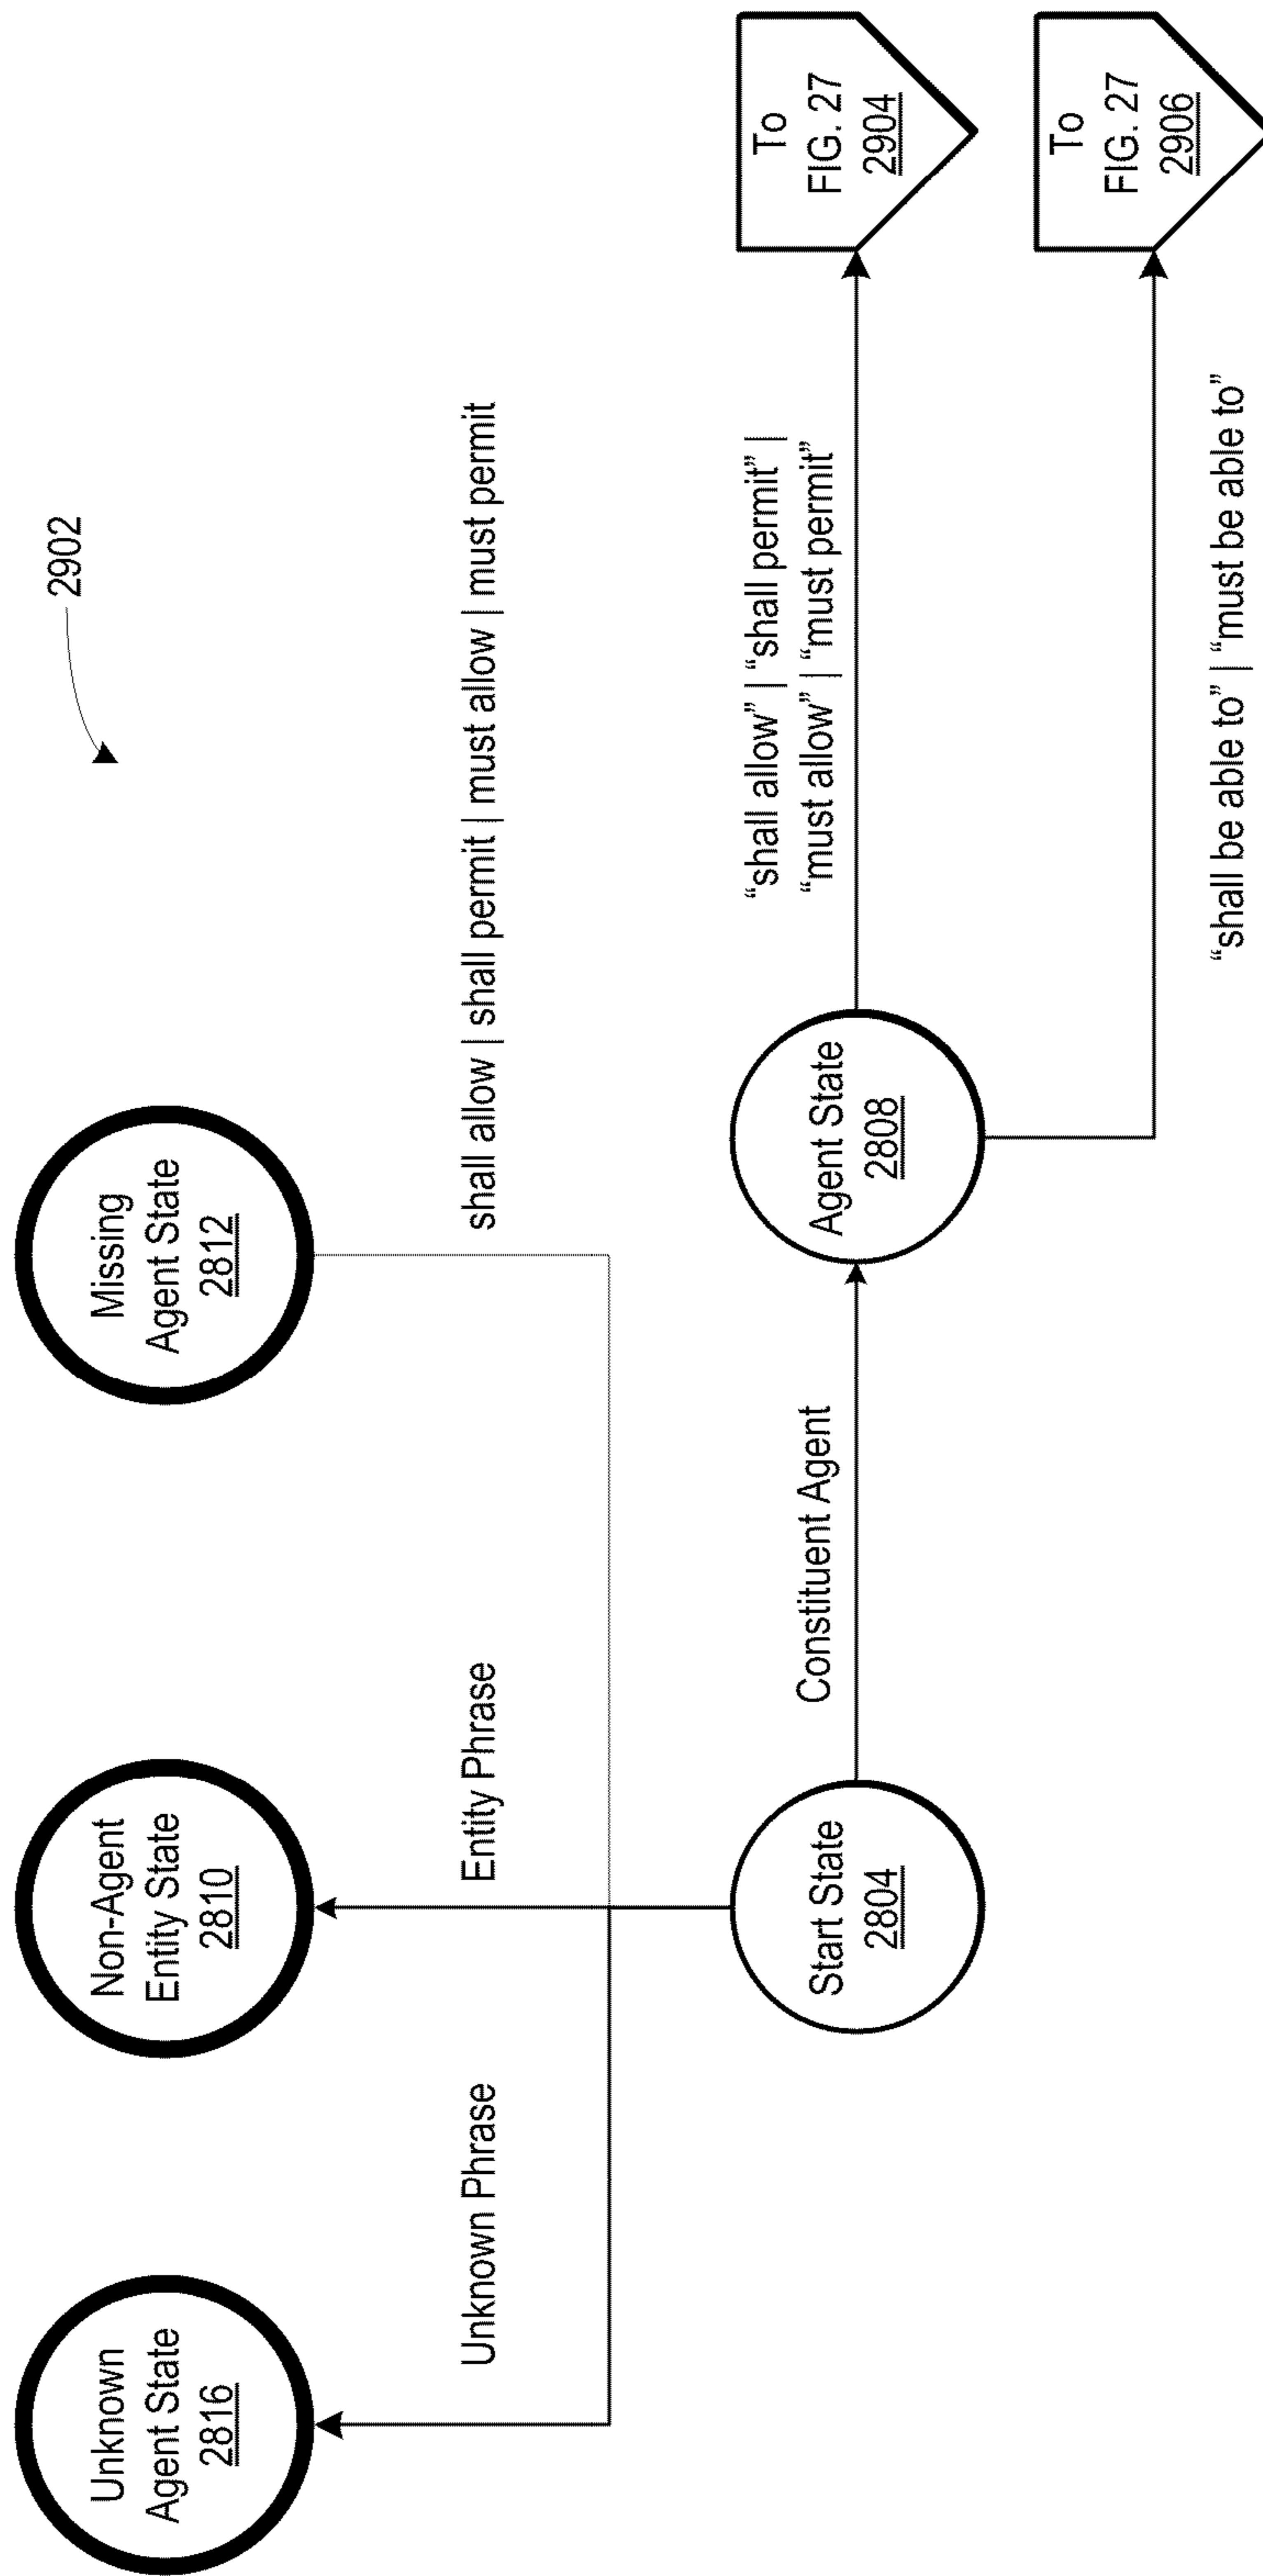 2902
Unknown
Agent State
2816
Non-Agent
Entity State
2810
Missing
Agent State
2812
Unknown Phrase
Entity Phrase
shall allow | shall permit | must allow | must permit
Start State
2804
Constituent Agent
Agent State
2808
“shall allow” | “shall permit” |
“must allow” | “must permit”
To
FIG. 27
2904
“shall be able to” | “must be able to”
To
FIG. 27
2906